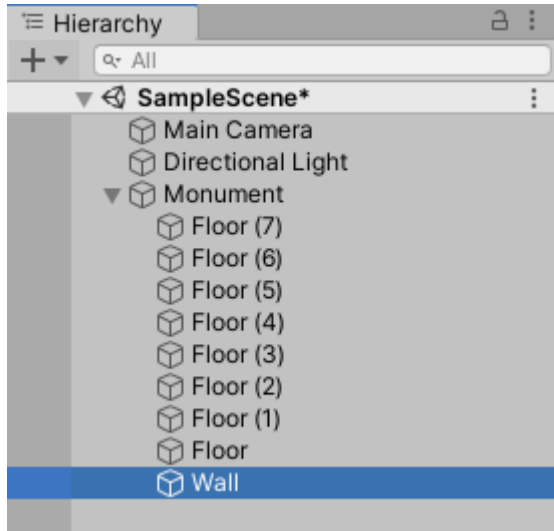 Hierarchy
All
SampleScene*
Main Camera
Directional Light
Monument
Floor (7)
Floor (6)
Floor (5)
Floor (4)
Floor (3)
Floor (2)
Floor (1)
Floor
Wall